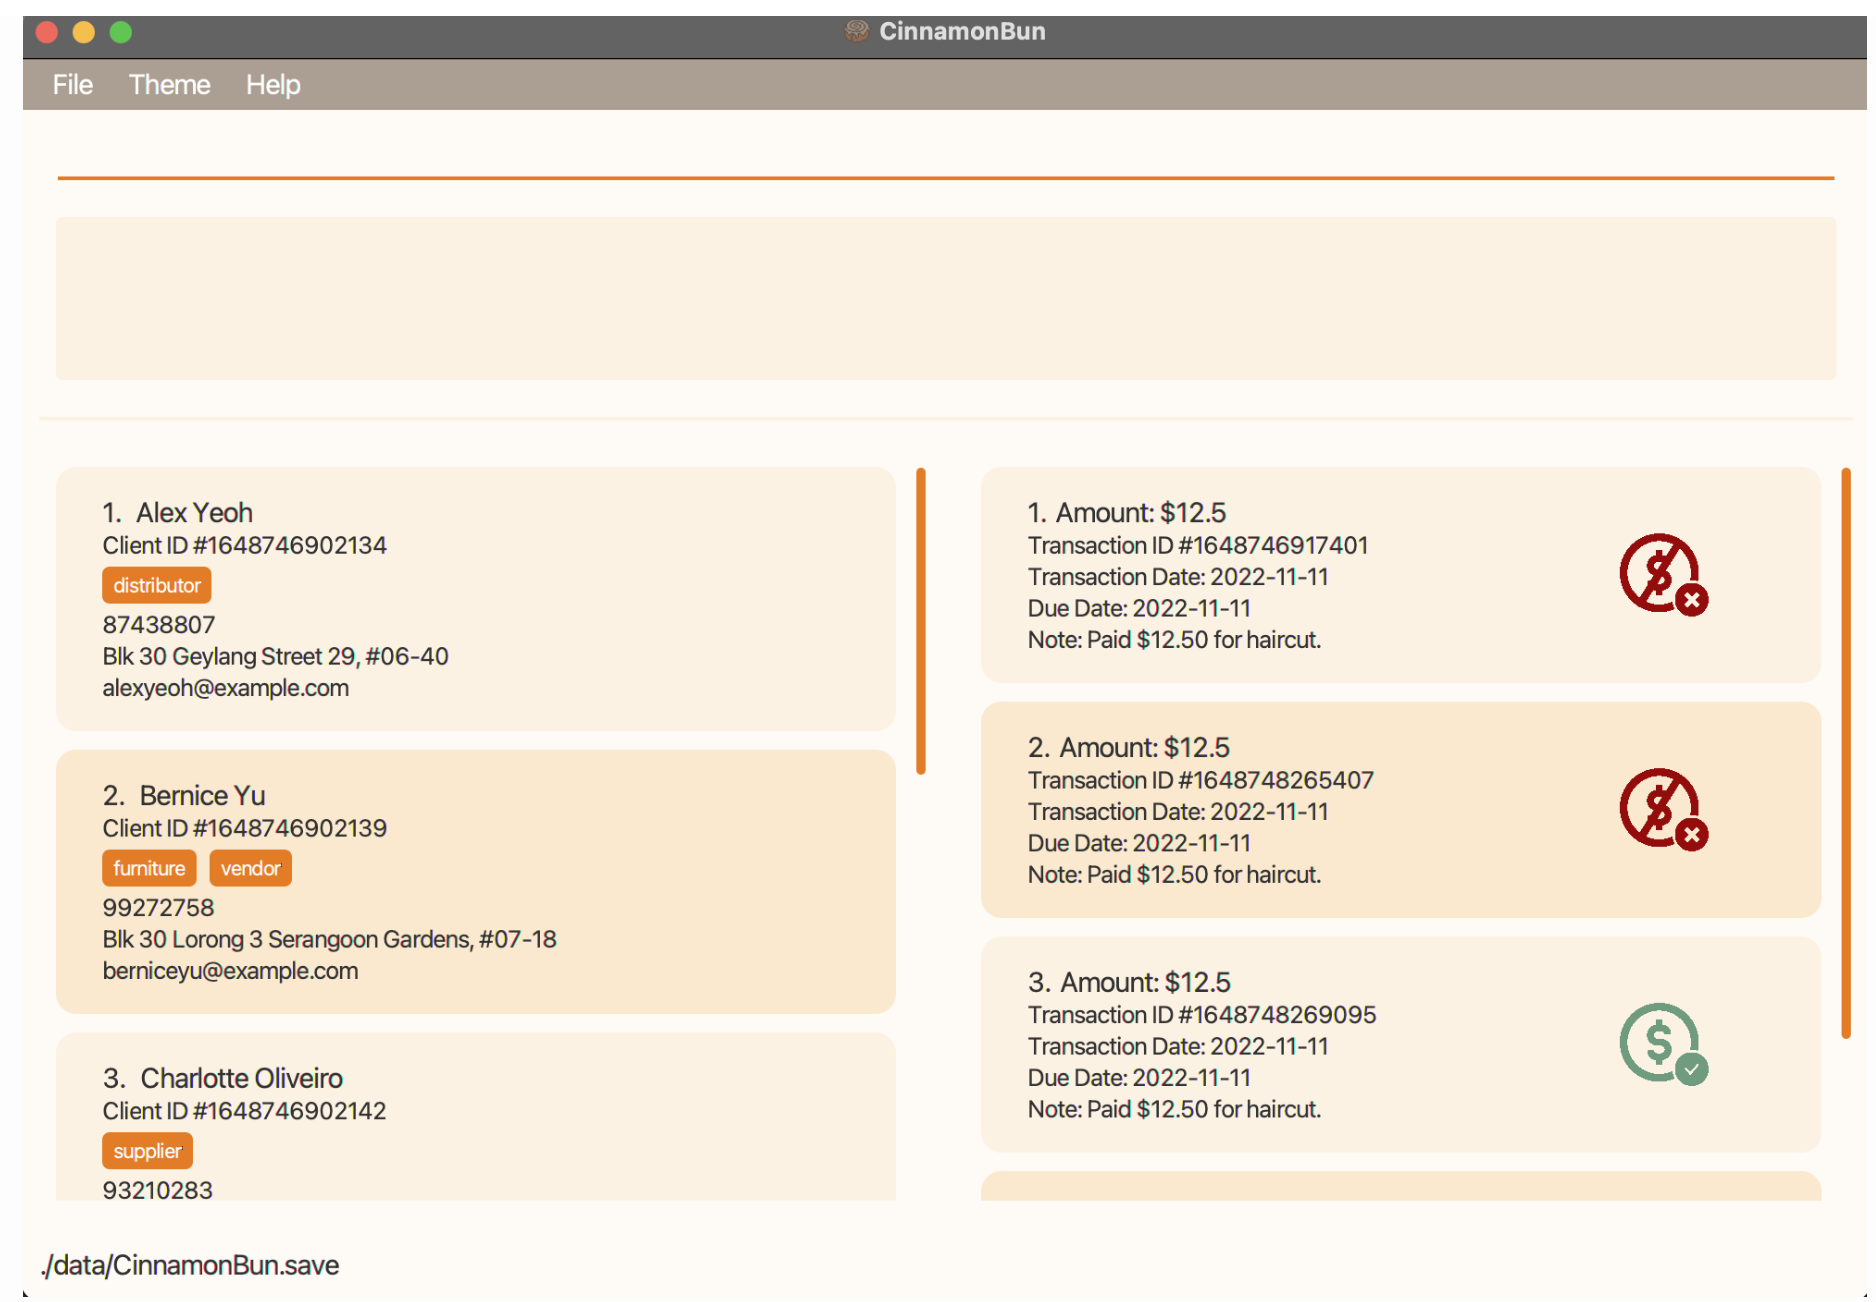 CinnamonBun
File Theme Help
1. Alex Yeoh
Client ID #1648746902134
distributor
87438807
Blk 30 Geylang Street 29, #06-40
alexyeoh@example.com
2. Bernice Yu
Client ID #1648746902139
furniture vendor
99272758
Blk 30 Lorong 3 Serangoon Gardens, #07-18
berniceyu@example.com
3. Charlotte Oliveiro
Client ID #1648746902142
supplier
93210283
1. Amount: $12.5
Transaction ID #1648746917401
Transaction Date: 2022-11-11
Due Date: 2022-11-11
Note: Paid $12.50 for haircut.
2. Amount: $12.5
Transaction ID #1648748265407
Transaction Date: 2022-11-11
Due Date: 2022-11-11
Note: Paid $12.50 for haircut.
3. Amount: $12.5
Transaction ID #1648748269095
Transaction Date: 2022-11-11
Due Date: 2022-11-11
Note: Paid $12.50 for haircut.
./data/CinnamonBun.save